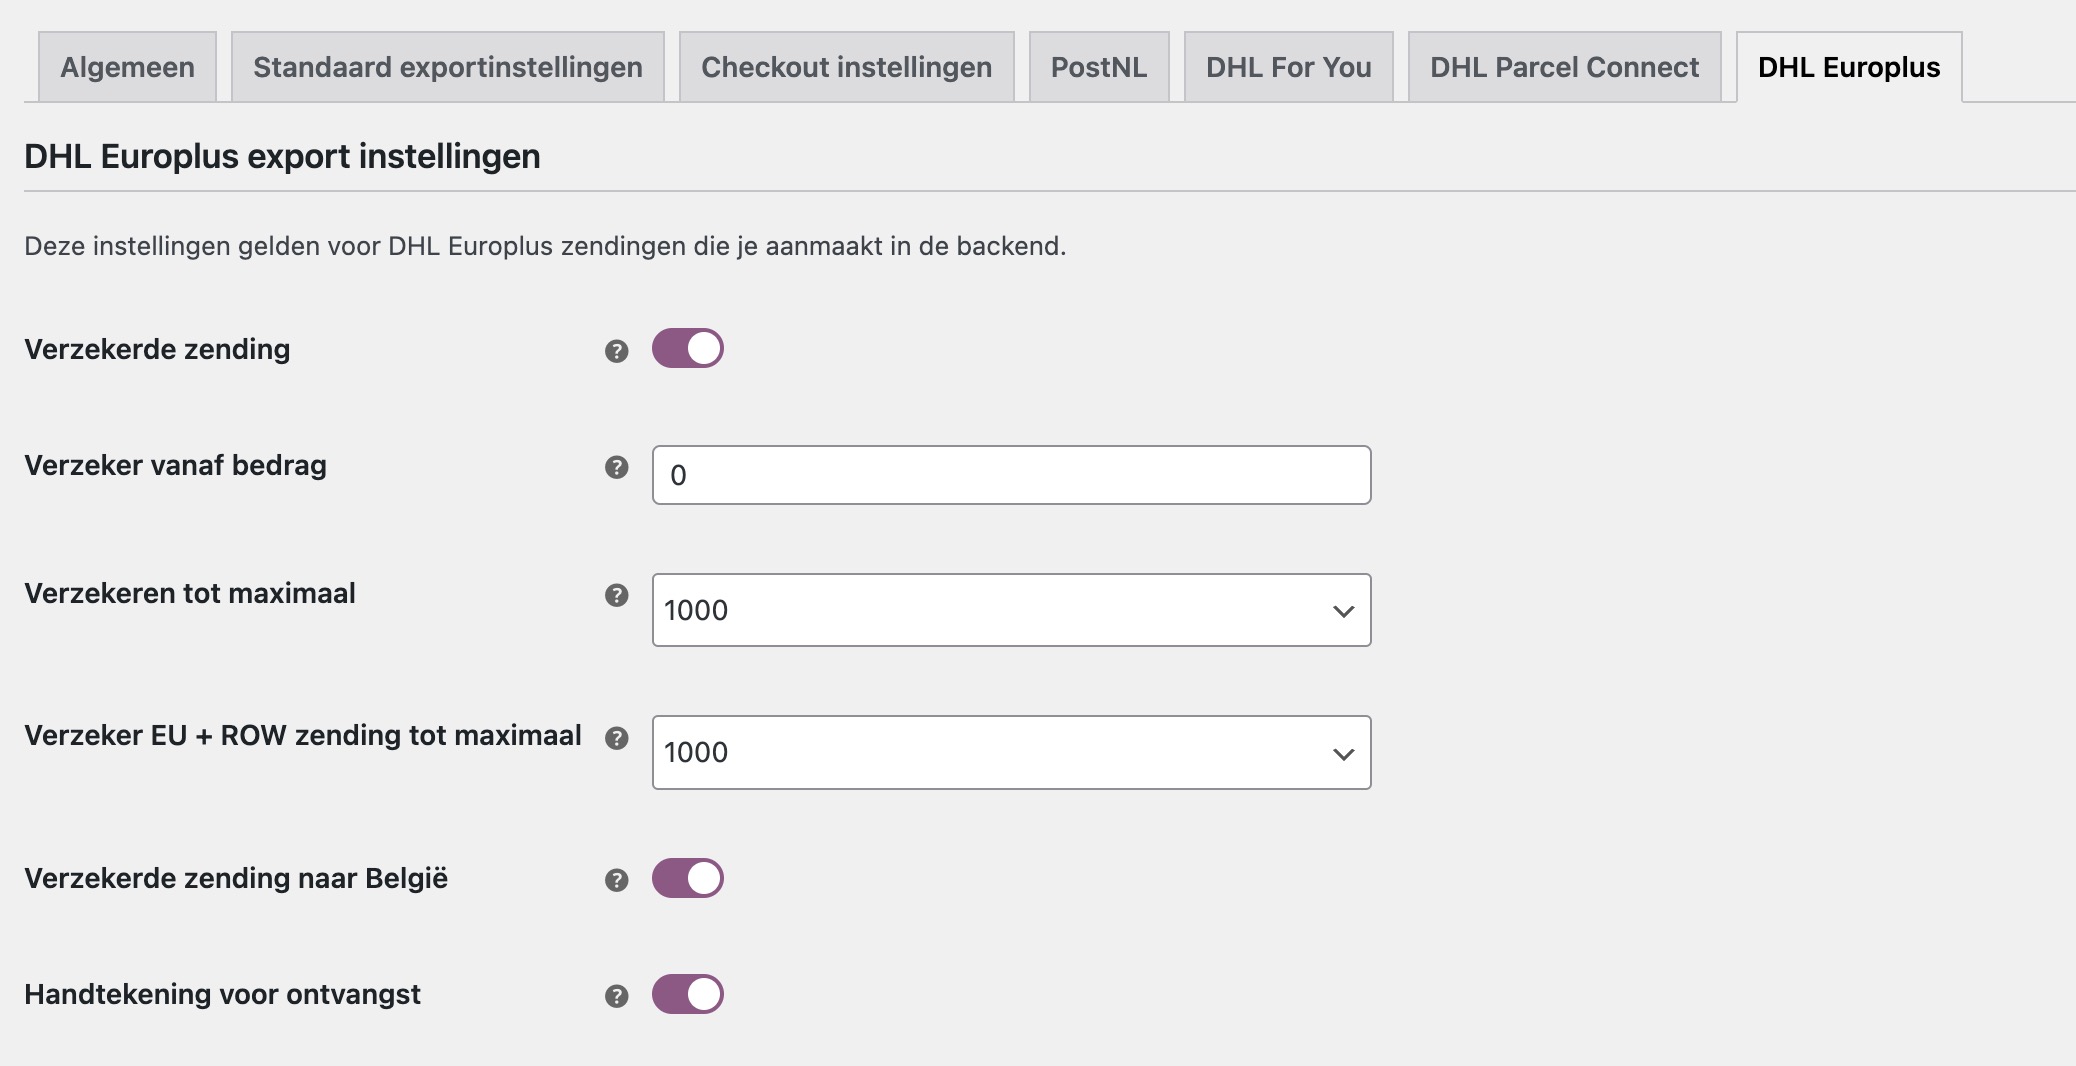 Algemeen
Standaard exportinstellingen
Checkout instellingen
PostNL
DHL For You
DHL Parcel Connect
DHL Europlus
DHL Europlus export instellingen
Deze instellingen gelden voor DHL Europlus zendingen die je aanmaakt in de backend.
Verzekerde zending ?
Verzeker vanaf bedrag ? 0
Verzekeren tot maximaal ? 1000
Verzeker EU + ROW zending tot maximaal ? 1000
Verzekerde zending naar België ?
Handtekening voor ontvangst ?